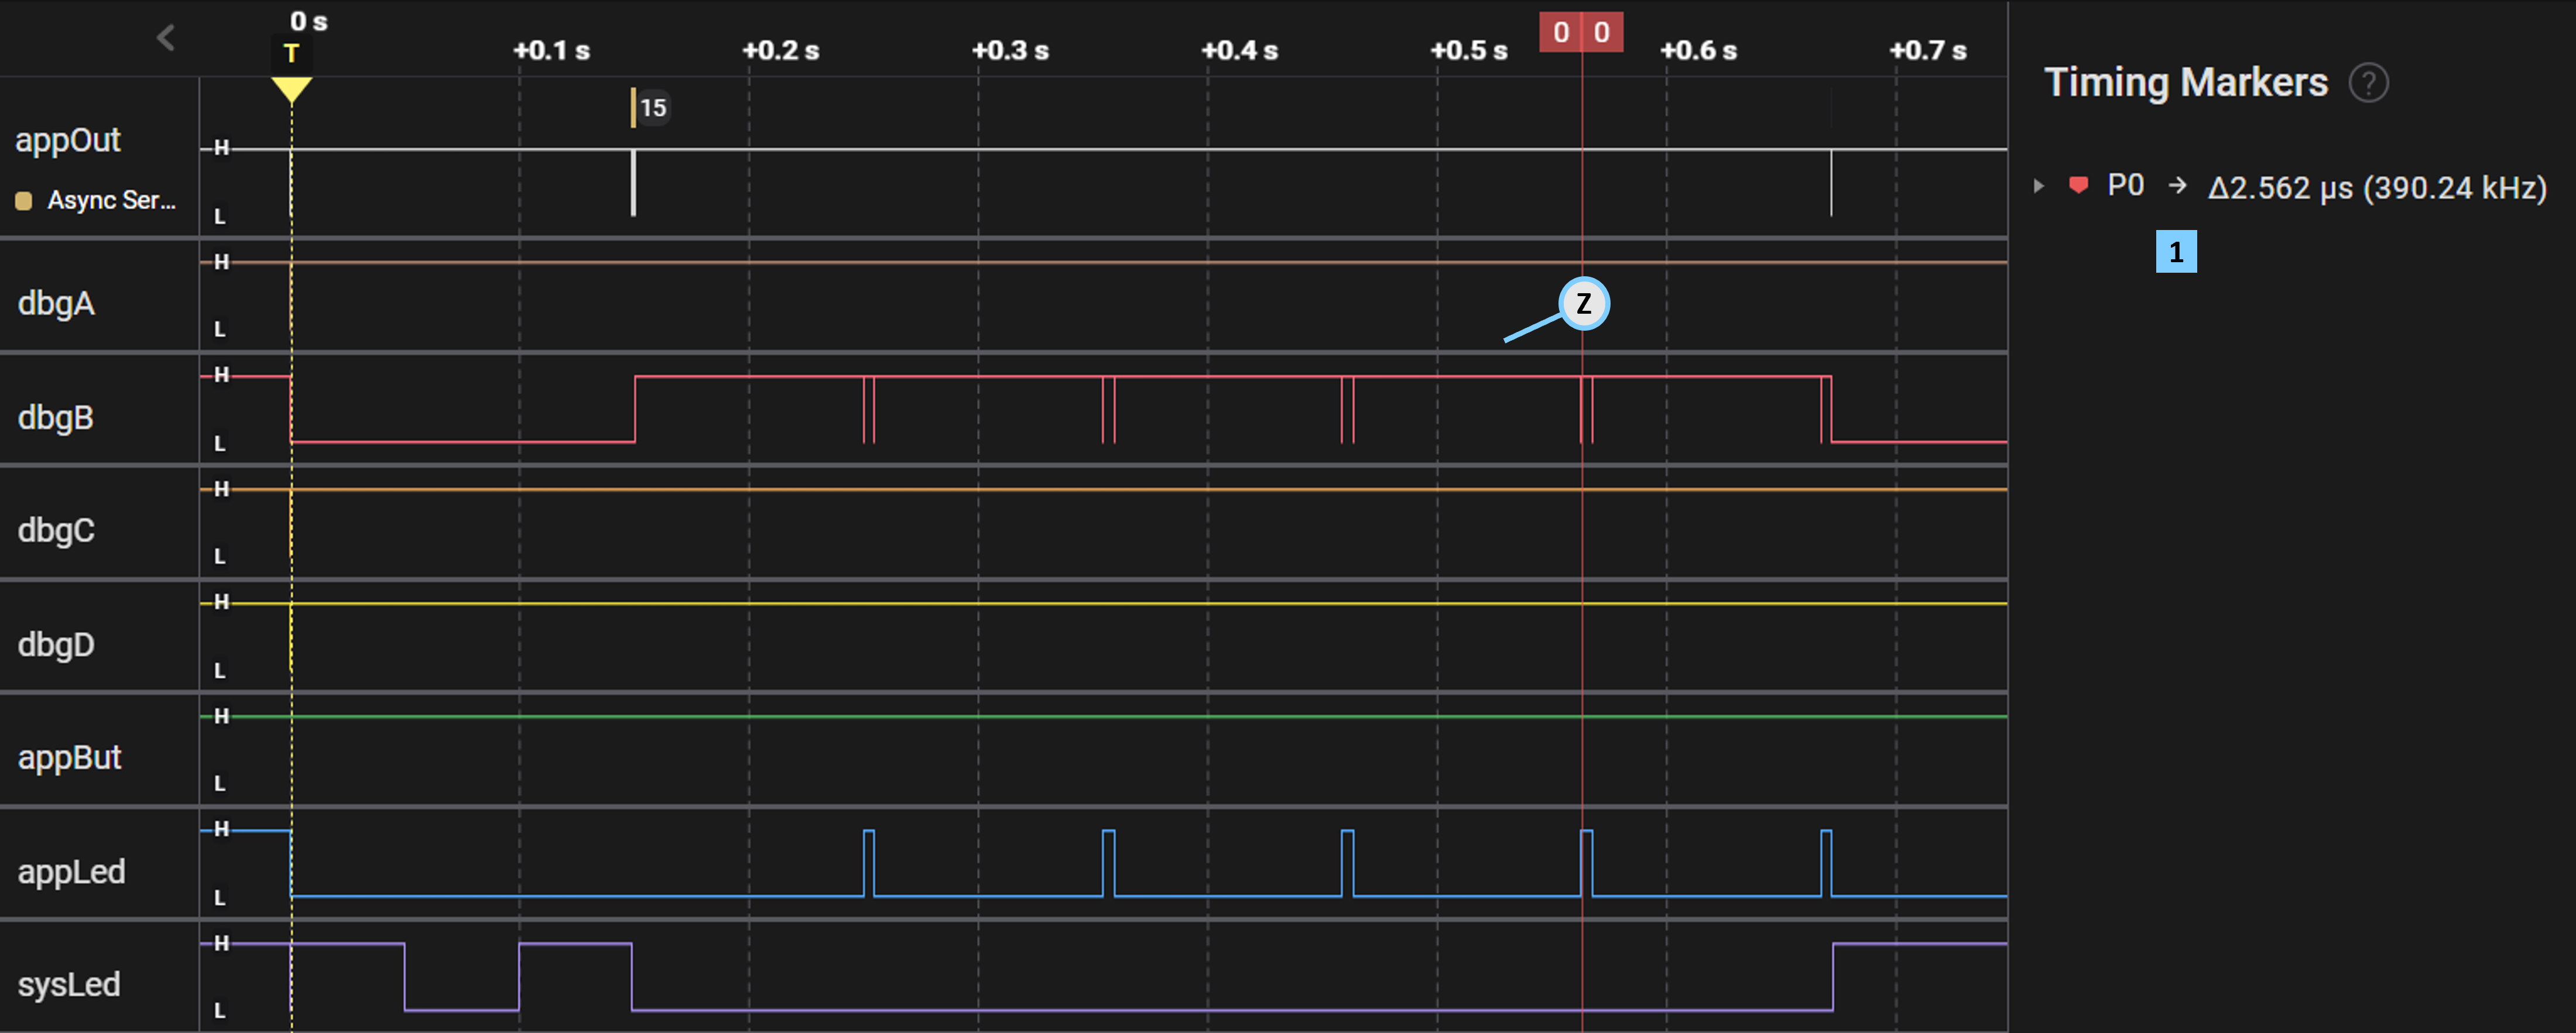 0 s
T
+0.1 s +0.2 s +0.3 s +0.4 s +0.5 s 0 0 +0.6 s +0.7 s
Timing Markers ?
P0 → Δ2.562 μs (390.24 kHz)
1
15
appOut H
Async Ser... L
H
dbgA Z
L
H
dbgB
L
H
dbgC
L
H
dbgD
L
H
appBut
L
H
appLed
L
H
sysLed
L